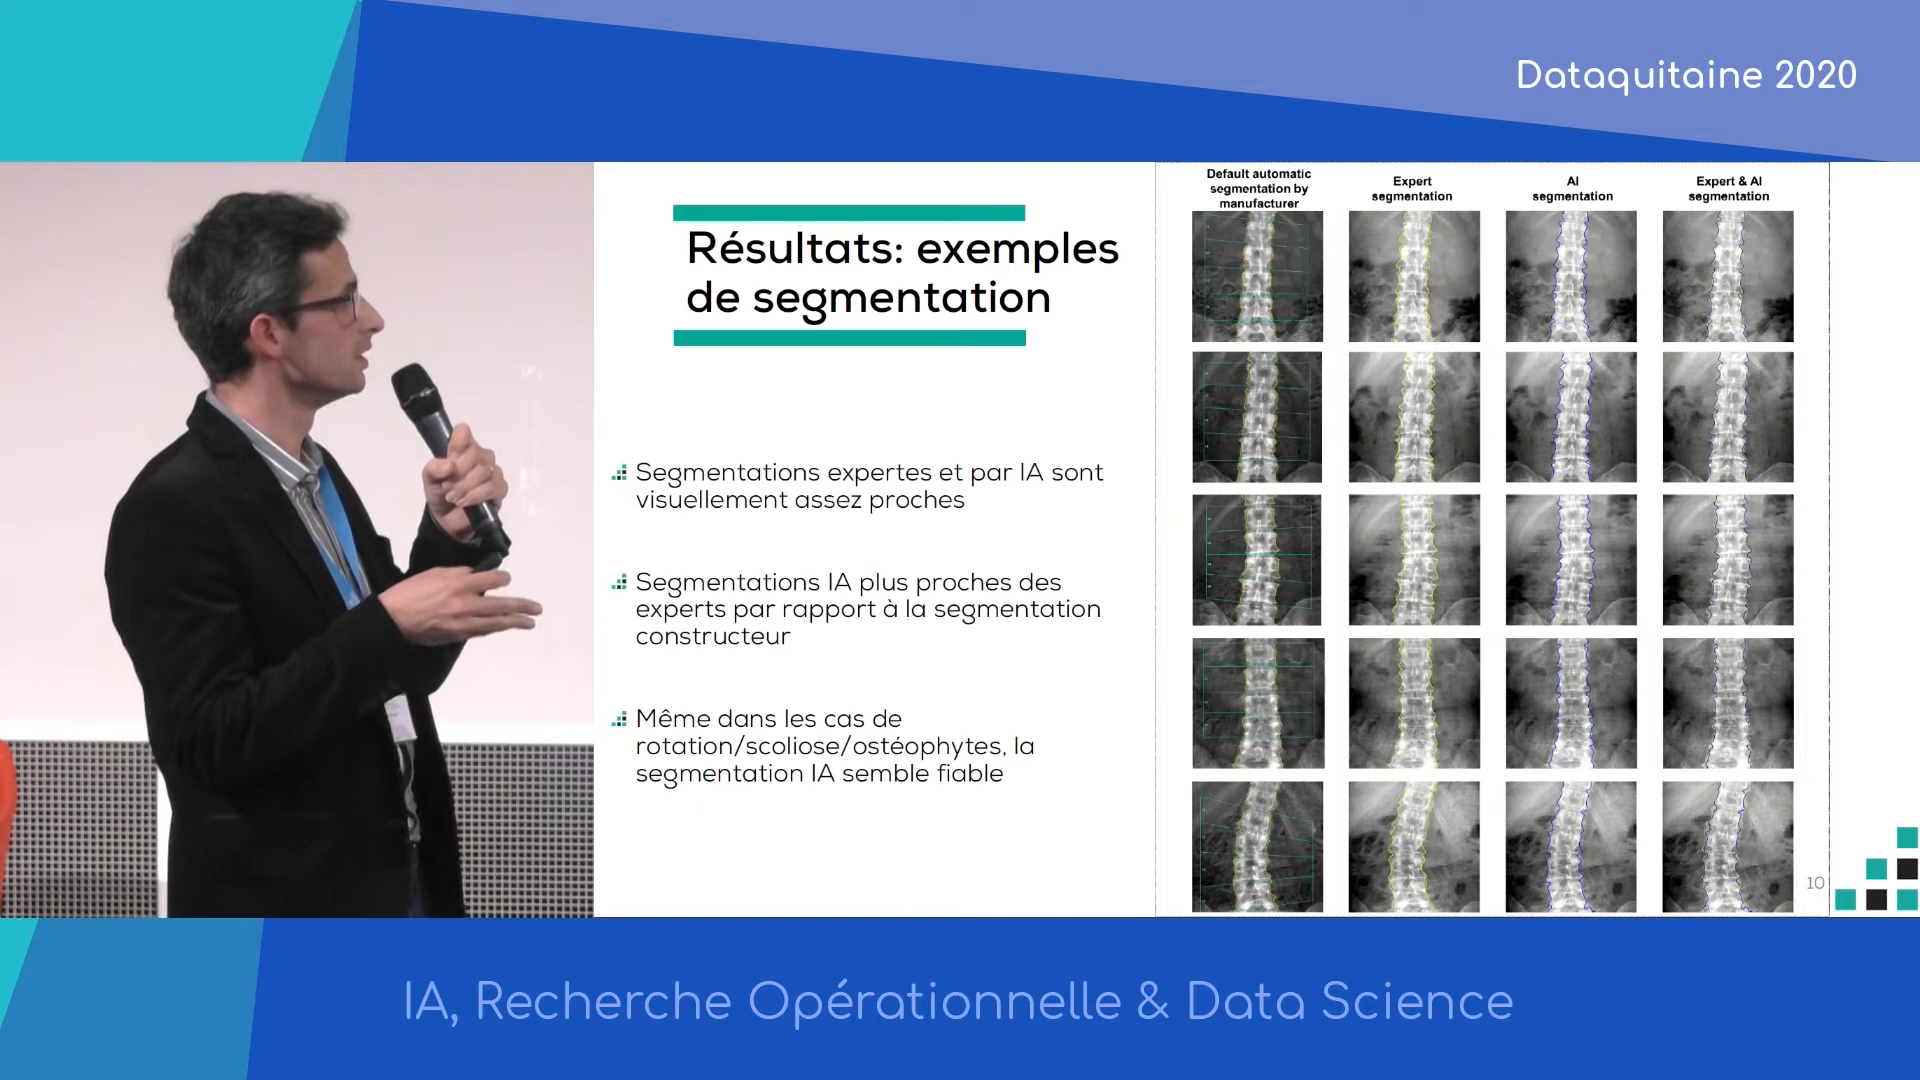 Dataquitaine 2020
Résultats: exemples
de segmentation
Segmentations expertes et par IA sont
visuellement assez proches
Segmentations IA plus proches des
experts par rapport à la segmentation
constructeur
Même dans les cas de
rotation/scoliose/ostéophytes, la
segmentation IA semble fiable
Default automatic
segmentation by
manufacturer
Expert
segmentation
AI
segmentation
Expert & AI
segmentation
10
IA, Recherche Opérationnelle & Data Science